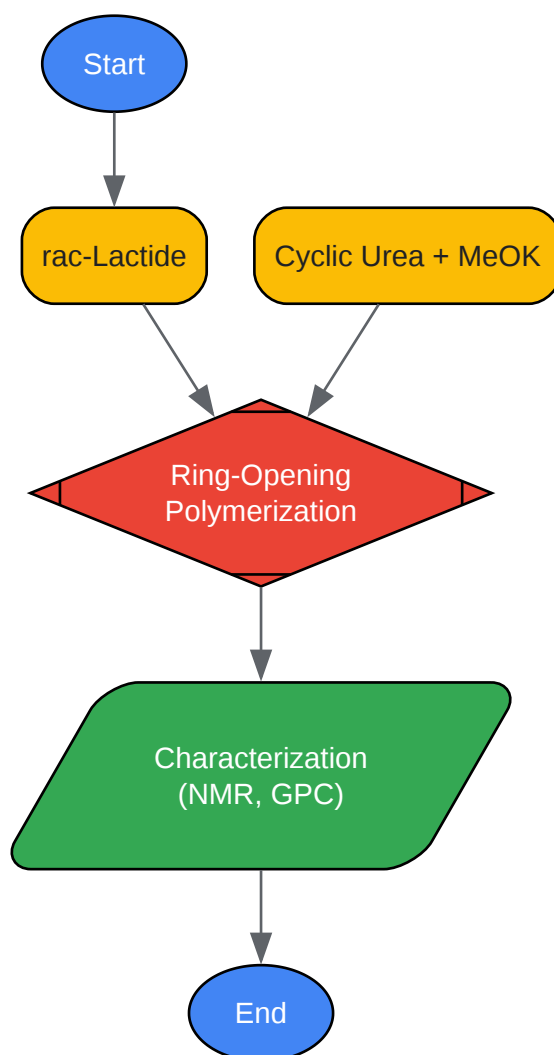 Start
rac-Lactide
Cyclic Urea + MeOK
Ring-Opening
Polymerization
Characterization
(NMR, GPC)
End